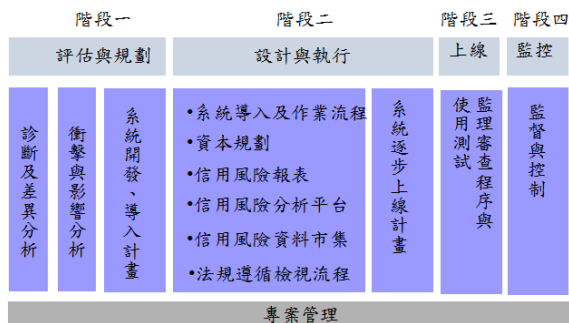 階段一
階段二
階段三
階段四
評估與規劃
設計與執行
上線
監控
診斷及差異分析
衝擊與影響分析
系統開發、導入計畫
•系統導入及作業流程
•資本規劃
•信用風險報表
•信用風險分析平台
•信用風險資料市集
•法規遵循檢視流程
系統逐步上線計畫
監理審查程序與
使用測試
監督與控制
專案管理